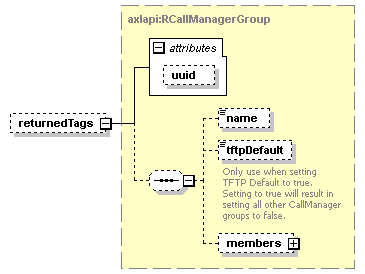 axlapi:RCallManagerGroup
attributes
uuid
returnedTags
name
tftpDefault
Only use when setting
TFTP Default to true.
Setting to true will result in
setting all other CallManager
groups to false.
members